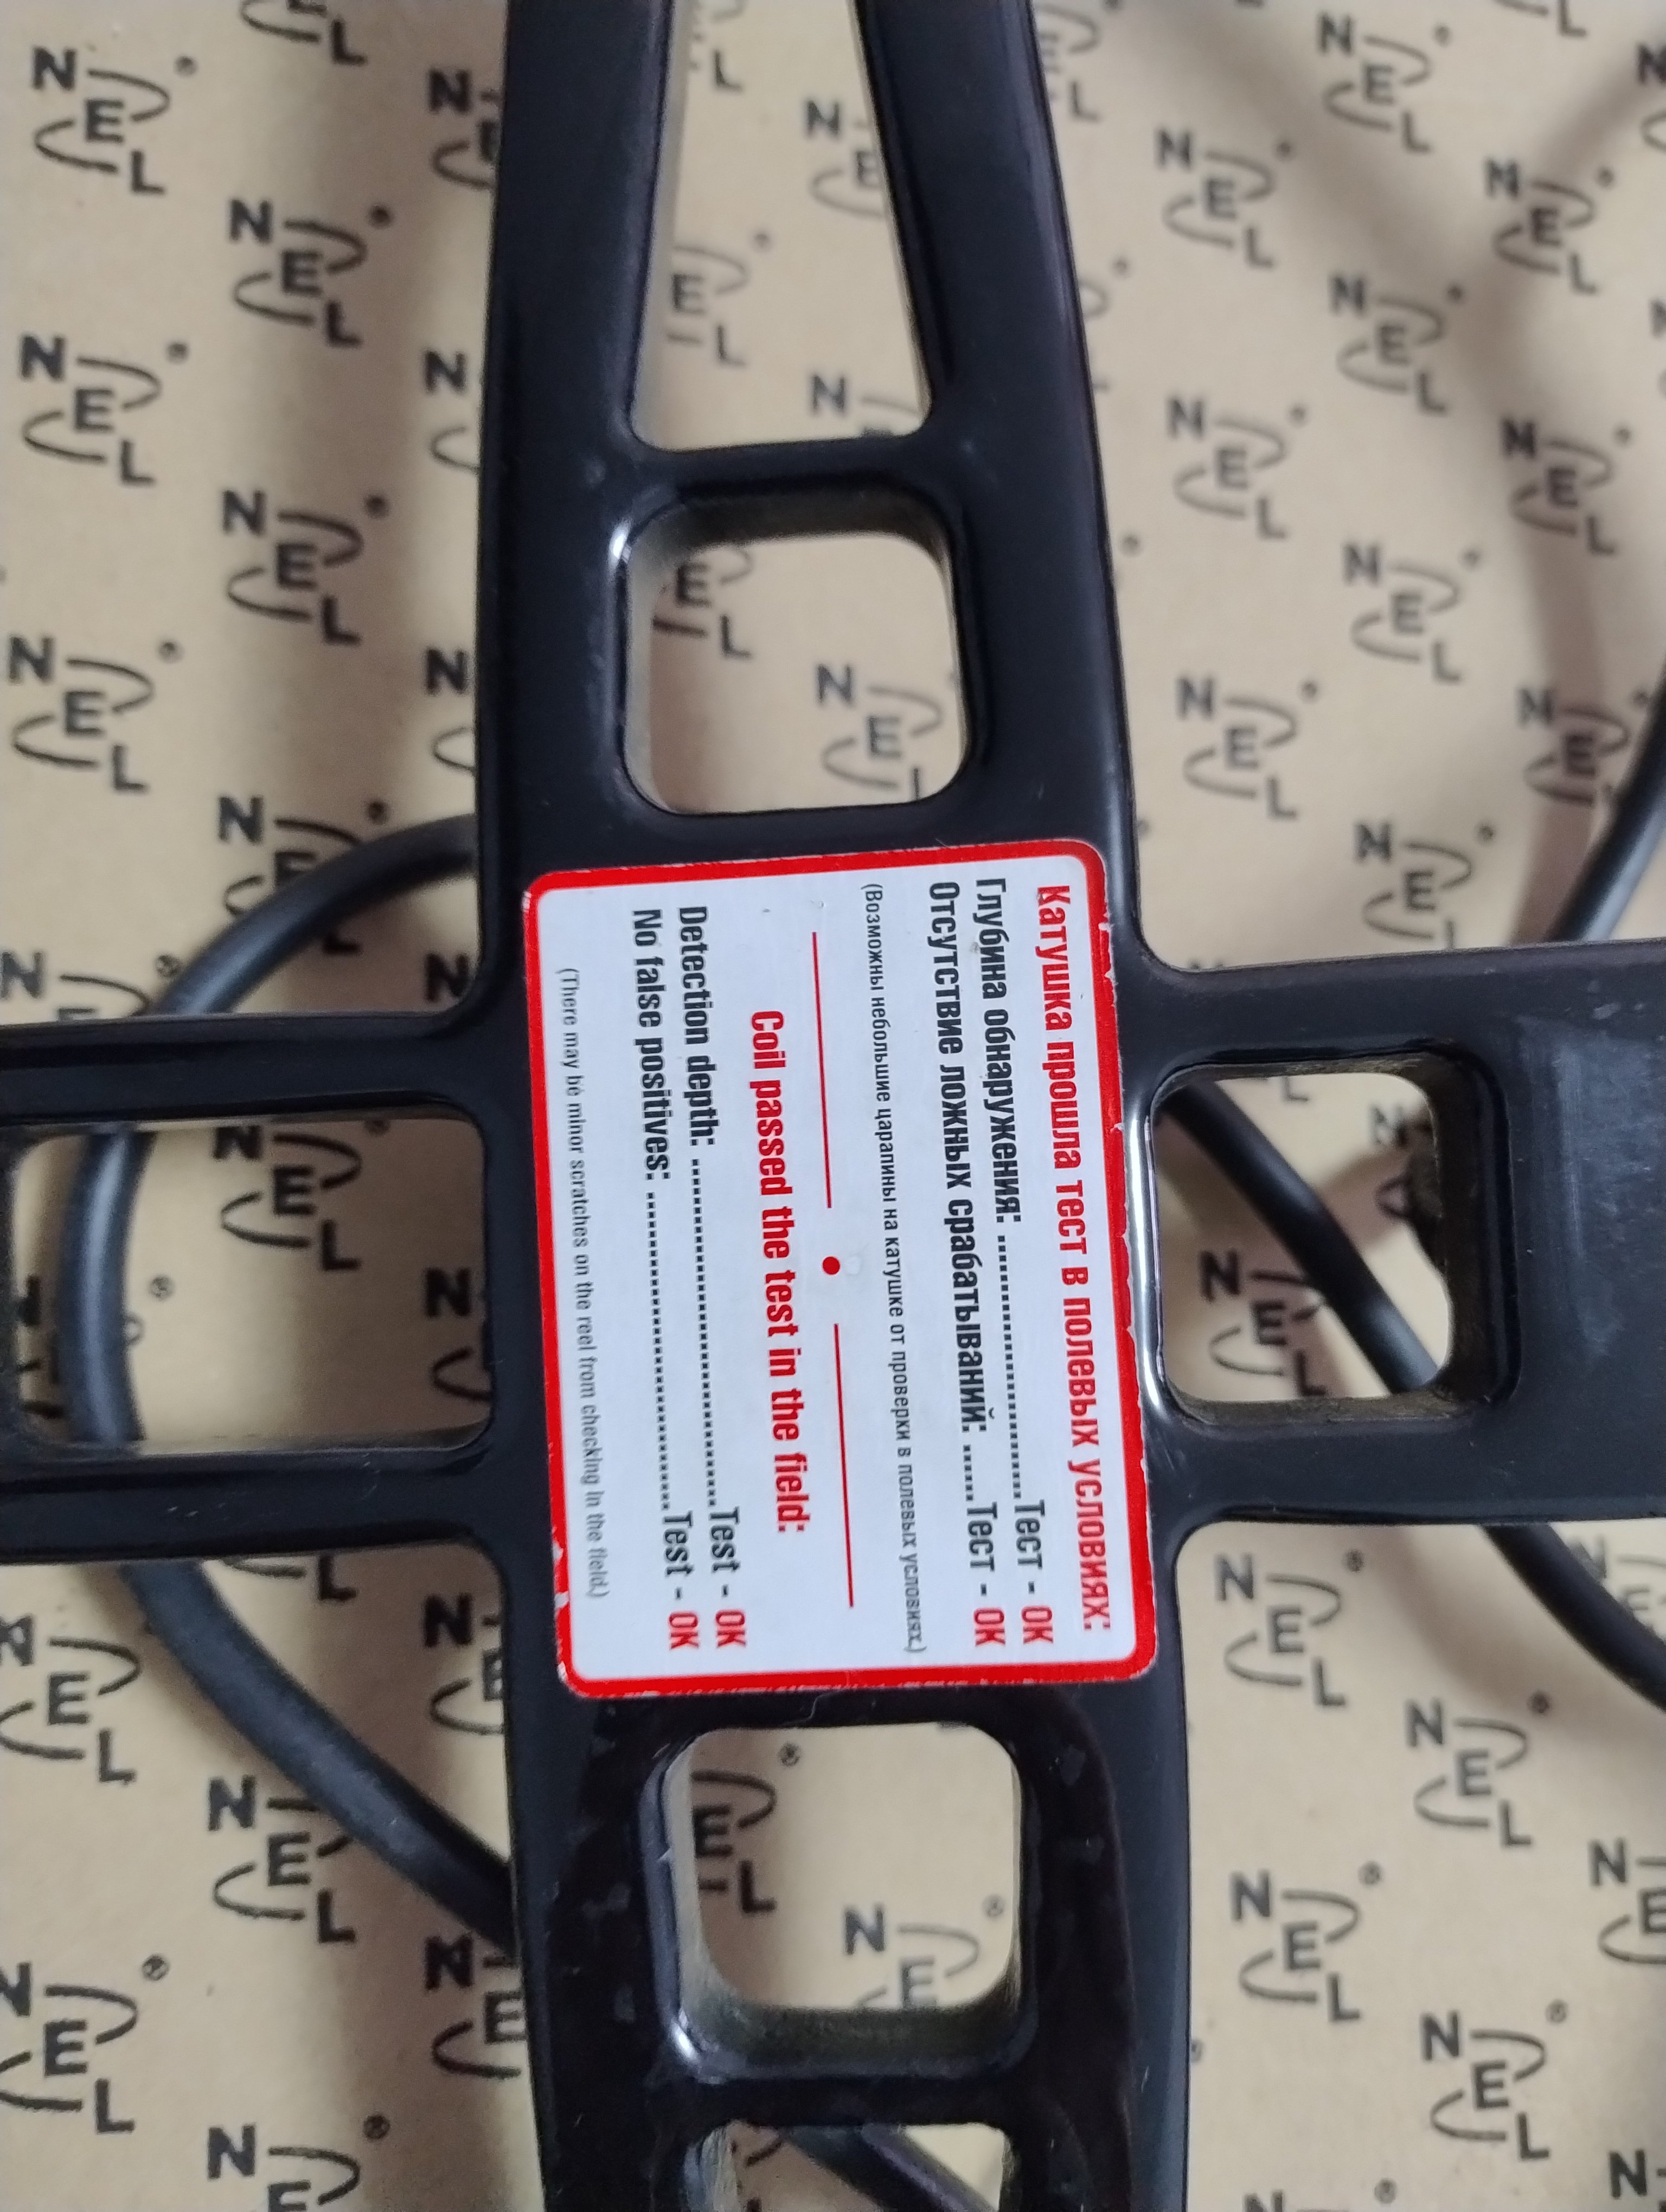 Катушка прошла тест в полевых условиях:
Глубина обнаружения: ..............................Тест - OK
Отсутствие ложных срабатываний: ......Тест - OK
(Возможны небольшие царапины на катушке от проверки в полевых условиях.)
Coil passed the test in the field:
Detection depth: ........................................Test - OK
No false positives: .....................................Test - OK
(There may be minor scratches on the reel from checking in the field.)
NEL®